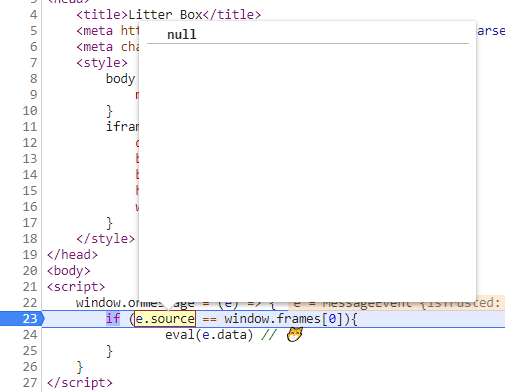 null
3 <head>
4 <title>Litter Box</title>
5 <meta htt parse
6 <meta cha
7 <style>
8 body
9
10 }
11 ifram
12
13 b
14 b
15 h
16 w
17 }
18 </style>
19 </head>
20 <body>
21 <script>
22 window.onmessage = (e) => { e = MessageEvent {isTrusted:
23 if (e.source == window.frames[0]){
24 eval(e.data) // 🐱
25 }
26 }
27 </script>